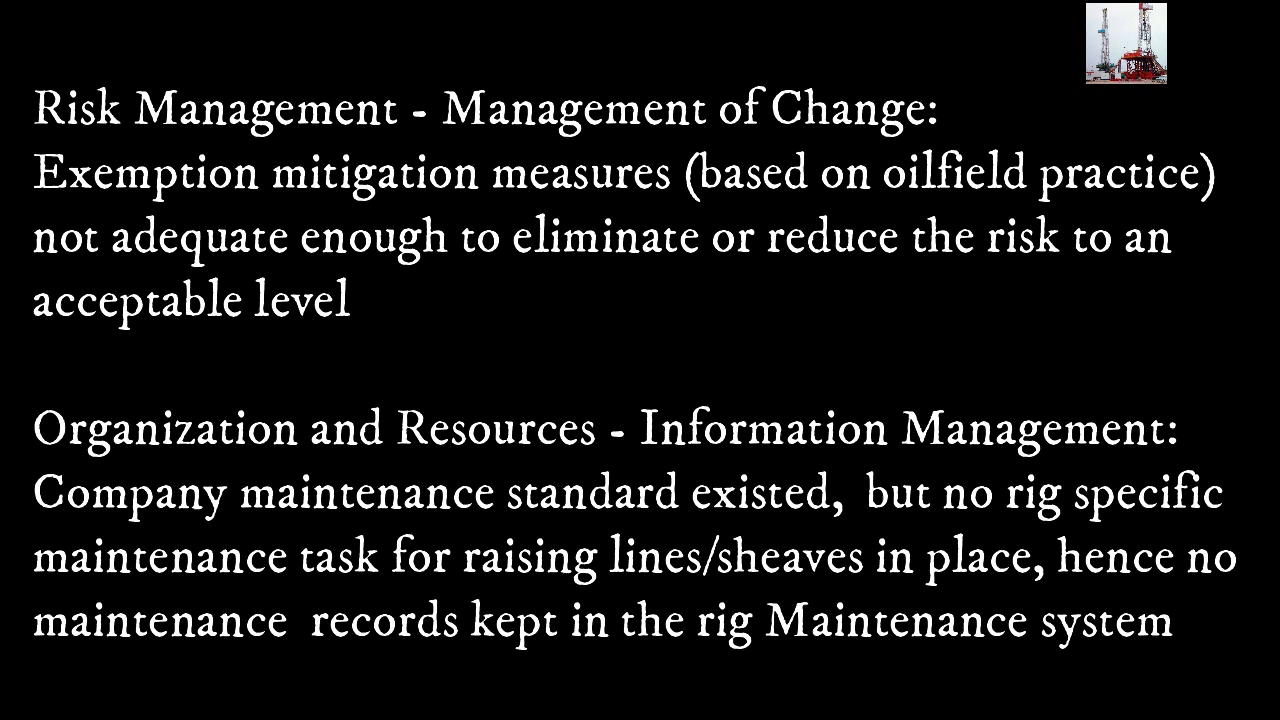 Risk Management - Management of Change:
Exemption mitigation measures (based on oilfield practice)
not adequate enough to eliminate or reduce the risk to an
acceptable level
Organization and Resources - Information Management:
Company maintenance standard existed, but no rig specific
maintenance task for raising lines/sheaves in place, hence no
maintenance records kept in the rig Maintenance system